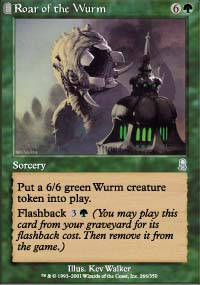 Roar of the Wurm 6
Sorcery
Put a 6/6 green Wurm creature
token into play.
Flashback 3 (You may play this
card from your graveyard for its
flashback cost. Then remove it from
the game.)
Illus. Kev Walker
™ & © 1993-2001 Wizards of the Coast, Inc. 266/350